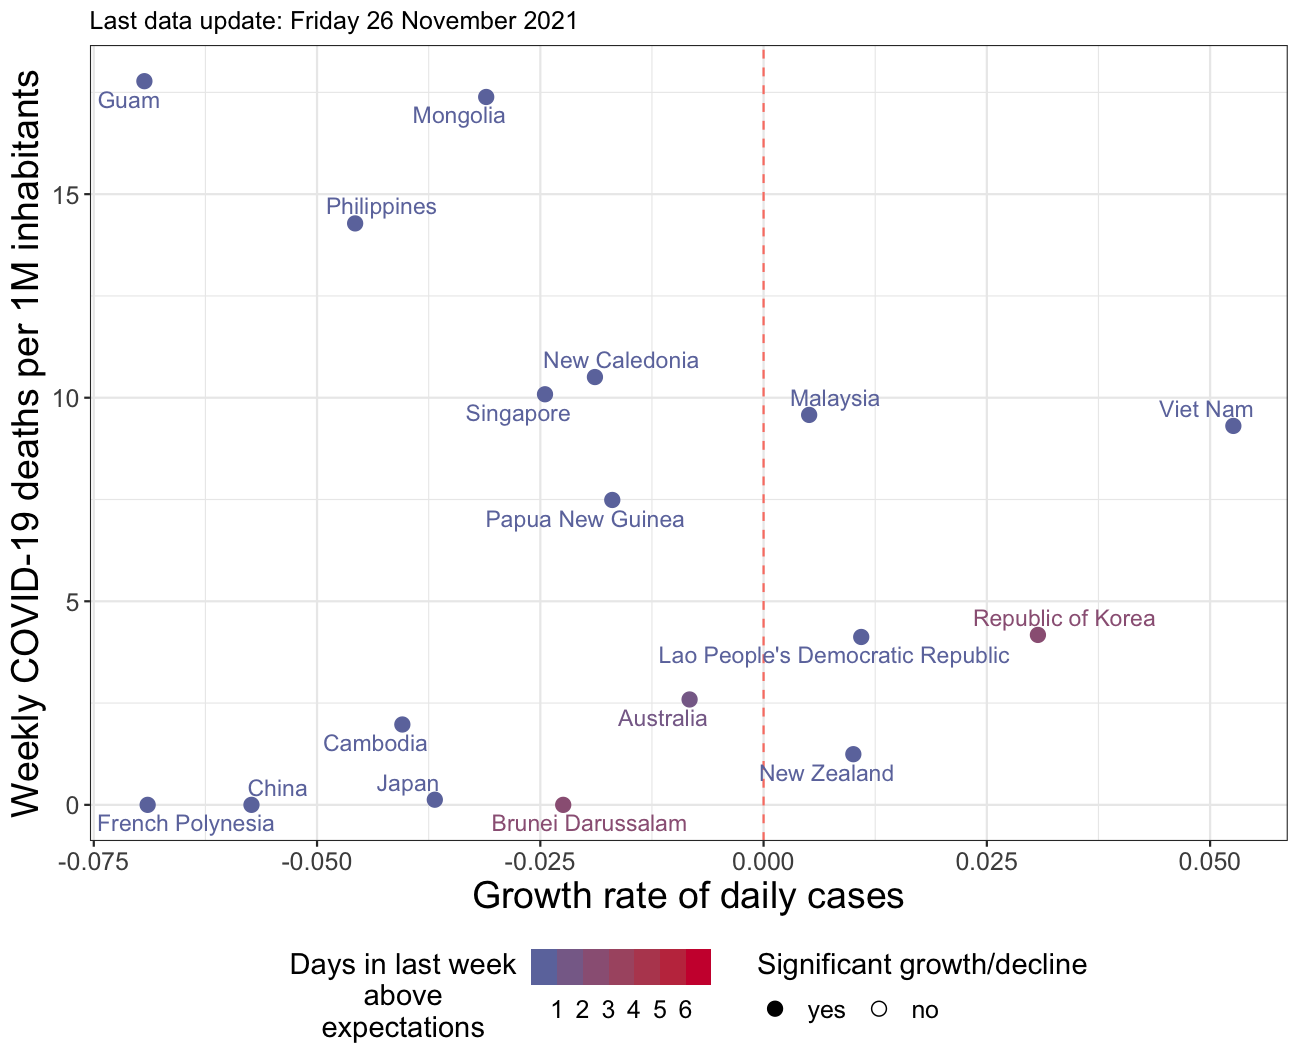 Last data update: Friday 26 November 2021
Weekly COVID-19 deaths per 1M inhabitants
15
10
5
0
Guam
Mongolia
Philippines
New Caledonia
Singapore
Malaysia
Viet Nam
Papua New Guinea
Republic of Korea
Lao People's Democratic Republic
Australia
Cambodia
New Zealand
China
Japan
French Polynesia
Brunei Darussalam
-0.075
-0.050
-0.025
0.000
0.025
0.050
Growth rate of daily cases
Days in last week
above
expectations
1 2 3 4 5 6
Significant growth/decline
yes
no